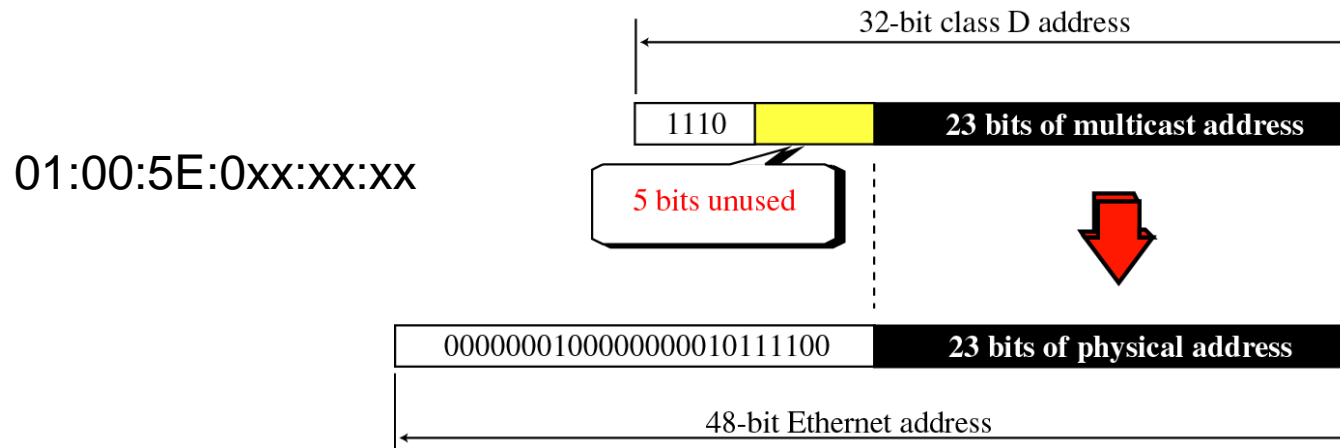 32-bit class D address
1110
23 bits of multicast address
01:00:5E:0xx:xx:xx
5 bits unused
0000000100000000010111100
23 bits of physical address
48-bit Ethernet address